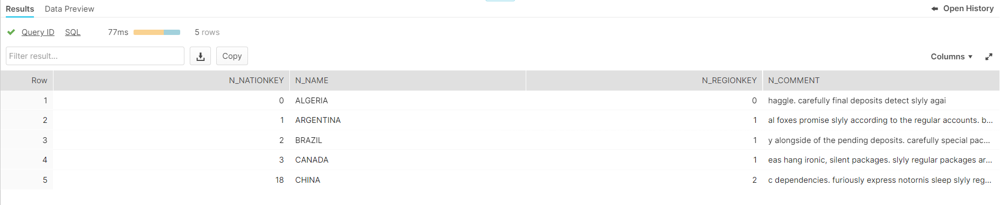 Results Data Preview Open History
Query ID SQL 77ms 5 rows
Filter result... Copy Columns
Row N_NATIONKEY N_NAME N_REGIONKEY N_COMMENT
1 0 ALGERIA 0 haggle. carefully final deposits detect slyly agai
2 1 ARGENTINA 1 al foxes promise slyly according to the regular accounts. b...
3 2 BRAZIL 1 y alongside of the pending deposits. carefully special pac...
4 3 CANADA 1 eas hang ironic, silent packages. slyly regular packages ar...
5 18 CHINA 2 c dependencies. furiously express notornis sleep slyly reg...